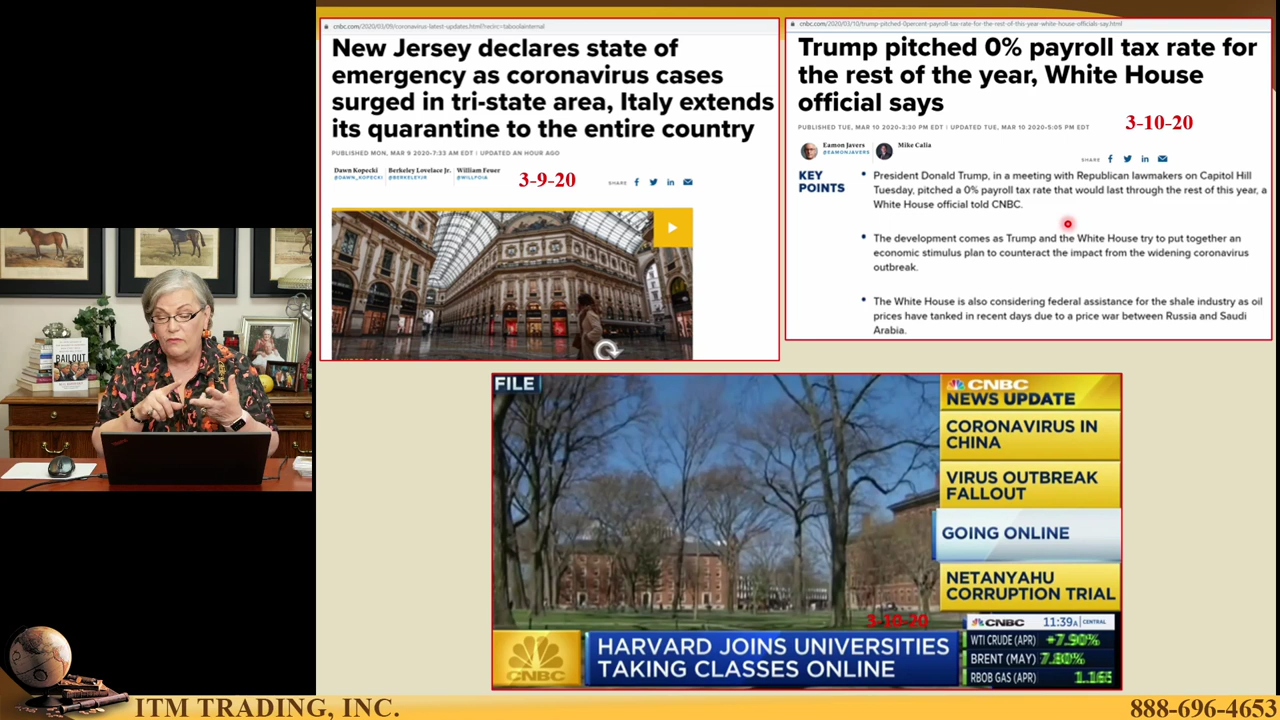 cnbc.com/2020/03/09/coronavirus-latest-updates.html?recirc=taboolainternal
New Jersey declares state of
emergency as coronavirus cases
surged in tri-state area, Italy extends
its quarantine to the entire country
PUBLISHED MON, MAR 9 2020•7:33 AM EDT | UPDATED AN HOUR AGO
Dawn Kopecki
@DAWN_KOPECKI
Berkeley Lovelace Jr.
@BERKELEYJR
William Feuer
@WILLFOIA
3-9-20
SHARE
cnbc.com/2020/03/10/trump-pitched-0percent-payroll-tax-rate-for-the-rest-of-this-year-white-house-officials-say.html
Trump pitched 0% payroll tax rate for
the rest of the year, White House
official says
PUBLISHED TUE, MAR 10 2020•3:30 PM EDT | UPDATED TUE, MAR 10 2020•5:05 PM EDT
3-10-20
Eamon Javers
@EAMONJAVERS
Mike Calia
SHARE
KEY
POINTS
• President Donald Trump, in a meeting with Republican lawmakers on Capitol Hill
Tuesday, pitched a 0% payroll tax rate that would last through the rest of this year, a
White House official told CNBC.
• The development comes as Trump and the White House try to put together an
economic stimulus plan to counteract the impact from the widening coronavirus
outbreak.
• The White House is also considering federal assistance for the shale industry as oil
prices have tanked in recent days due to a price war between Russia and Saudi
Arabia.
BAILOUT
FILE
CNBC
NEWS UPDATE
CORONAVIRUS IN
CHINA
VIRUS OUTBREAK
FALLOUT
GOING ONLINE
NETANYAHU
CORRUPTION TRIAL
3-10-20
CNBC 11:39A CENTRAL
CNBC
HARVARD JOINS UNIVERSITIES
TAKING CLASSES ONLINE
WTI CRUDE (APR) +7.90%
BRENT (MAY) 7.80%
RBOB GAS (APR) 1.165
ITM TRADING, INC.
888-696-4653